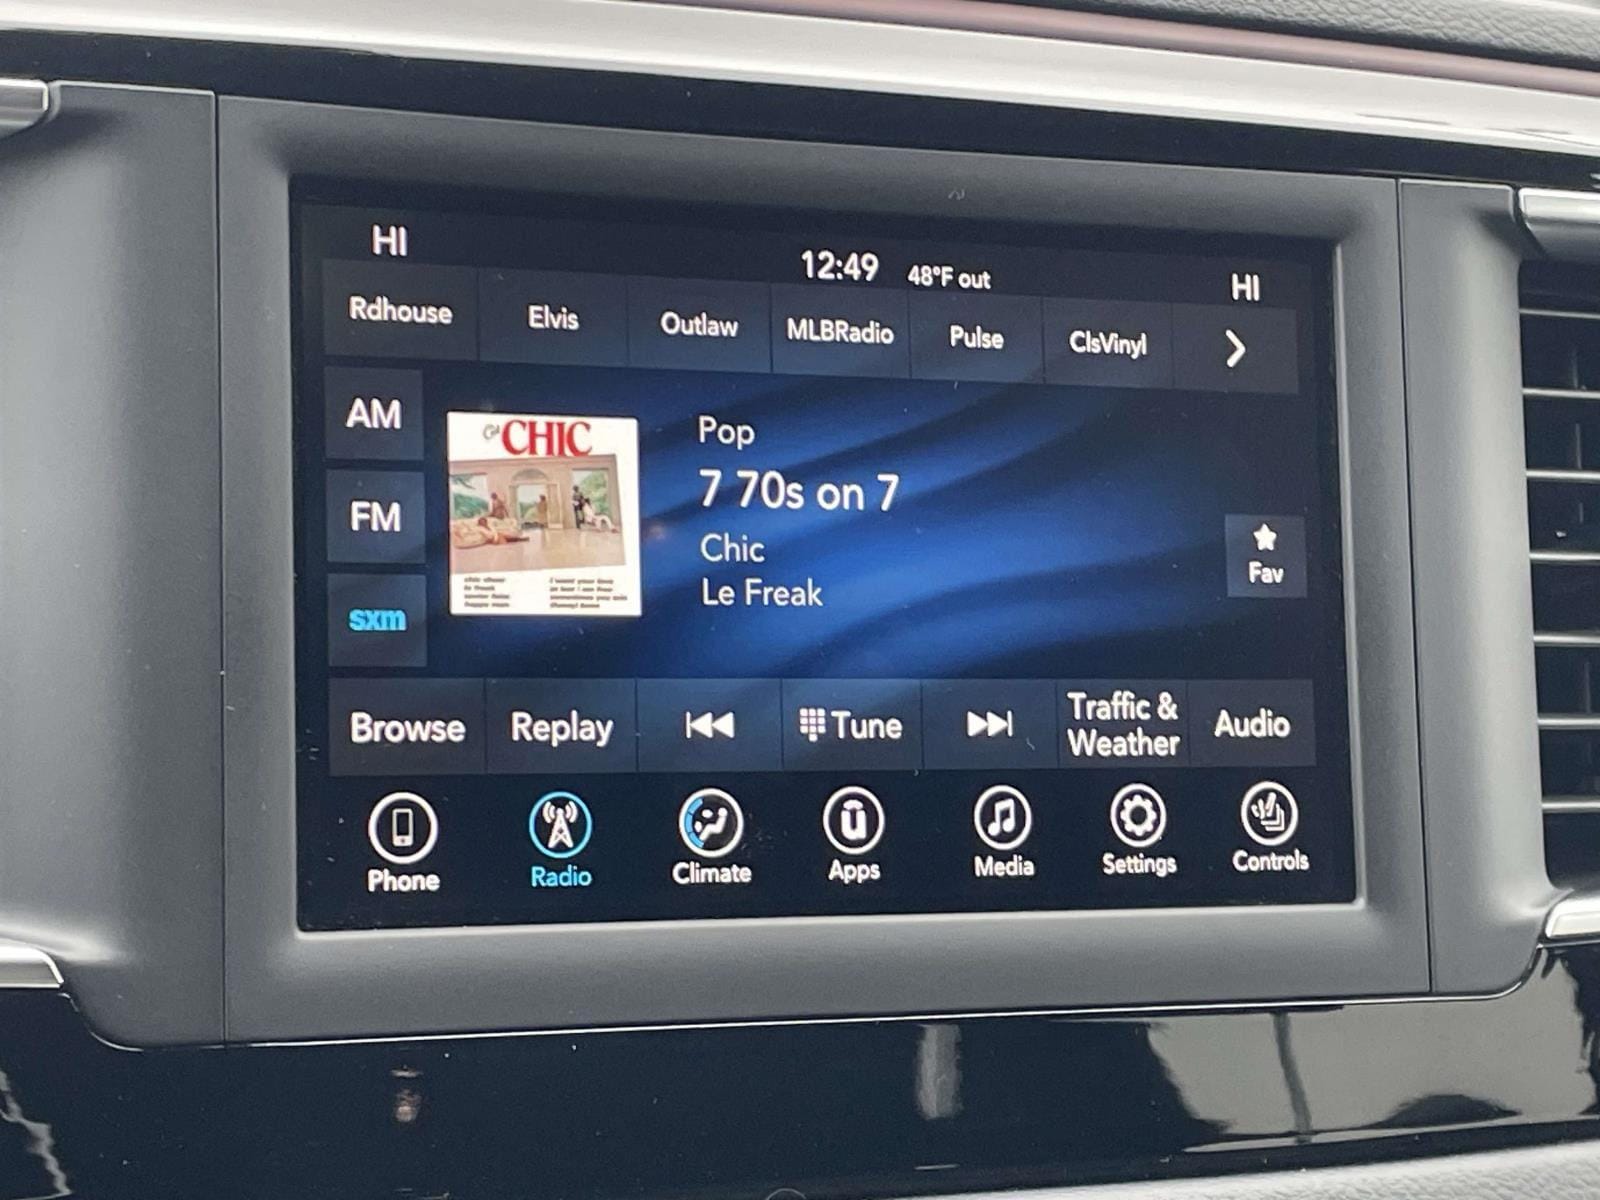 HI
12:49 48°F out
HI
Rdhouse Elvis Outlaw MLBRadio Pulse ClsVinyl
AM
FM
sxm
CHIC
Pop
7 70s on 7
Chic
Le Freak
Fav
Browse Replay Tune Traffic & Weather Audio
Phone Radio Climate Apps Media Settings Controls